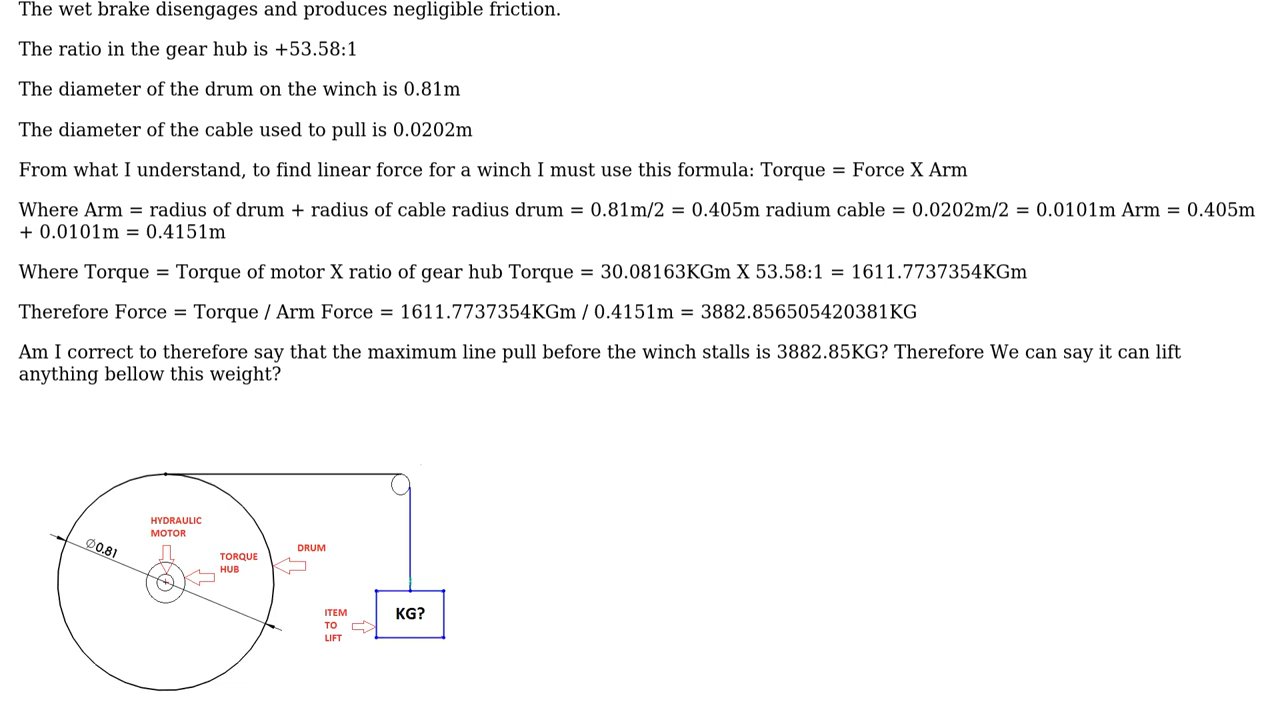 The wet brake disengages and produces negligible friction.
The ratio in the gear hub is +53.58:1
The diameter of the drum on the winch is 0.81m
The diameter of the cable used to pull is 0.0202m
From what I understand, to find linear force for a winch I must use this formula: Torque = Force X Arm
Where Arm = radius of drum + radius of cable radius drum = 0.81m/2 = 0.405m radium cable = 0.0202m/2 = 0.0101m Arm = 0.405m
+ 0.0101m = 0.4151m
Where Torque = Torque of motor X ratio of gear hub Torque = 30.08163KGm X 53.58:1 = 1611.7737354KGm
Therefore Force = Torque / Arm Force = 1611.7737354KGm / 0.4151m = 3882.856505420381KG
Am I correct to therefore say that the maximum line pull before the winch stalls is 3882.85KG? Therefore We can say it can lift
anything bellow this weight?
HYDRAULIC
MOTOR
∅0.81
TORQUE
HUB
DRUM
ITEM
TO
LIFT
KG?